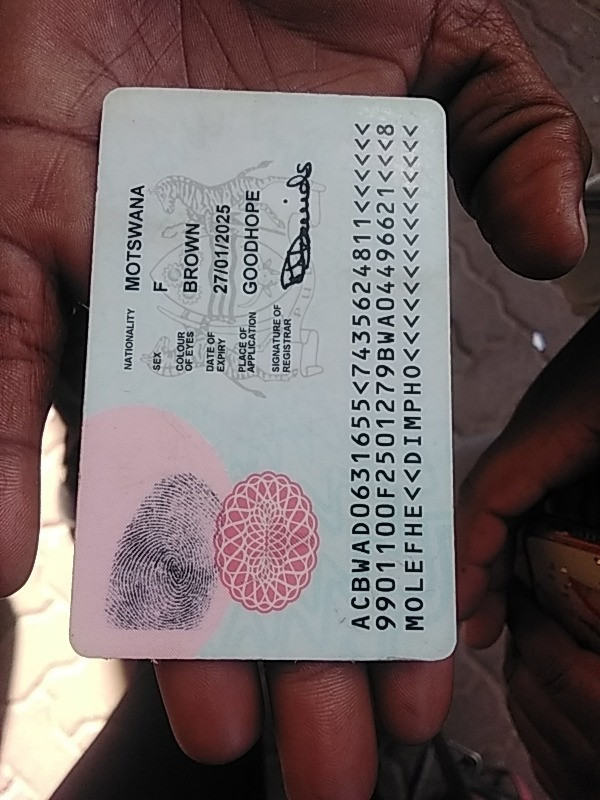 NATIONALITY MOTSWANA
SEX F
COLOUR OF EYES BROWN
DATE OF EXPIRY 27/01/2025
PLACE OF APPLICATION GOODHOPE
SIGNATURE OF REGISTRAR
ACBWAD0631655<7435624811<<<<<<
9901100F2501279BWA04496621<<<8
MOLEFHE<<DIMPHO<<<<<<<<<<<<<<<